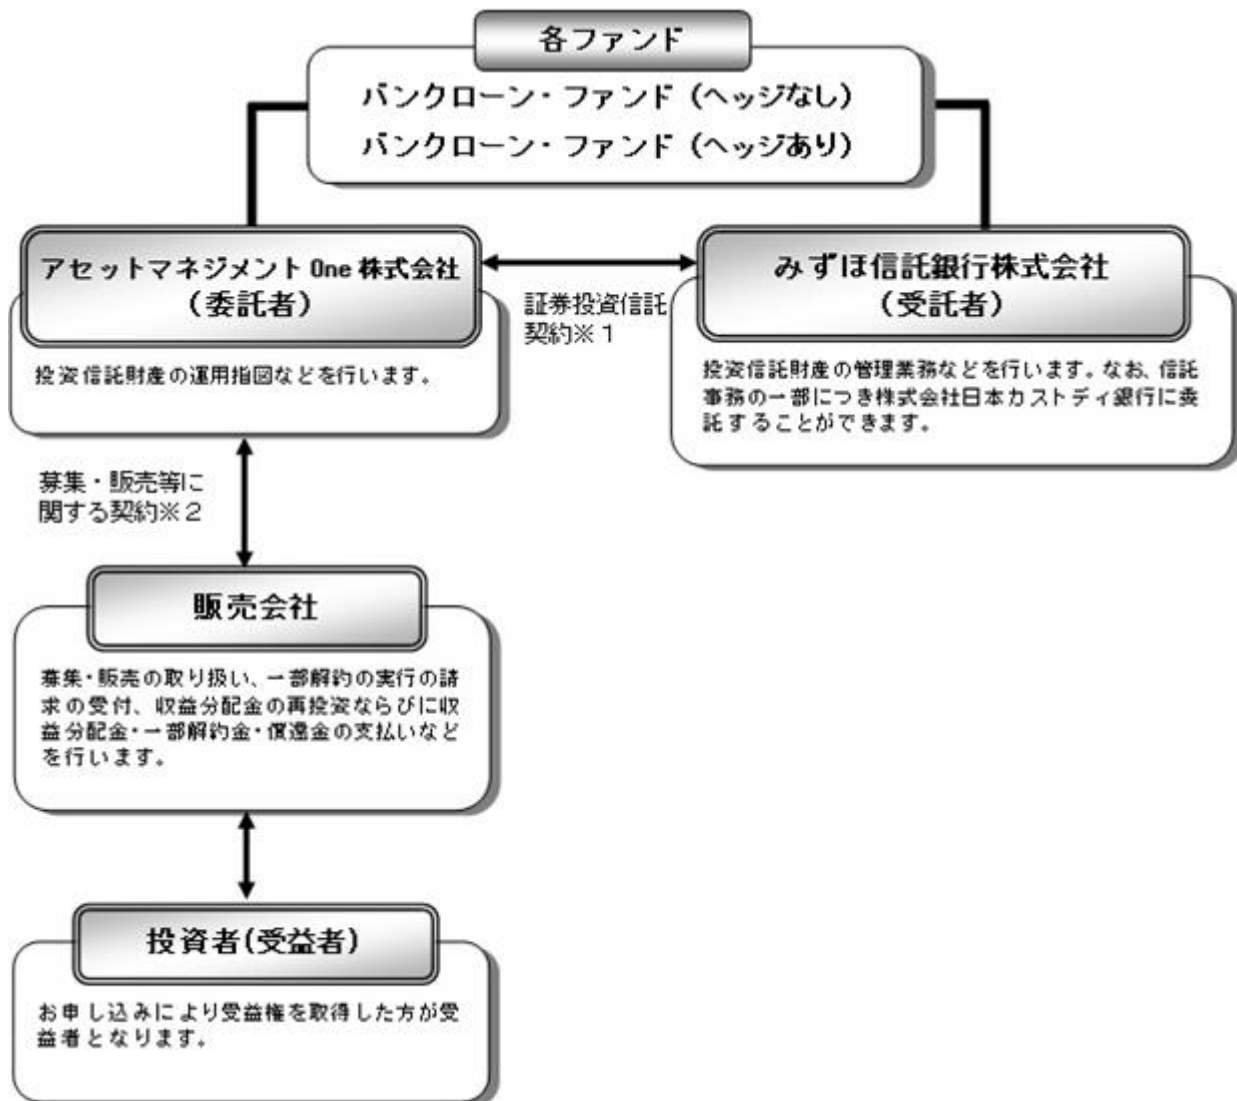 各ファンド
バンクローン・ファンド（ヘッジなし）
バンクローン・ファンド（ヘッジあり）
アセットマネジメントOne株式会社
（委託者）
投資信託財産の運用指図などを行います。
証券投資信託
契約※１
みずほ信託銀行株式会社
（受託者）
投資信託財産の管理業務などを行います。なお、信託
事務の一部につき株式会社日本カストディ銀行に委
託することができます。
募集・販売等に
関する契約※２
販売会社
募集・販売の取り扱い、一部解約の実行の請
求の受付、収益分配金の再投資ならびに収
益分配金・一部解約金・償還金の支払いなど
を行います。
投資者(受益者)
お申し込みにより受益権を取得した方が受
益者となります。